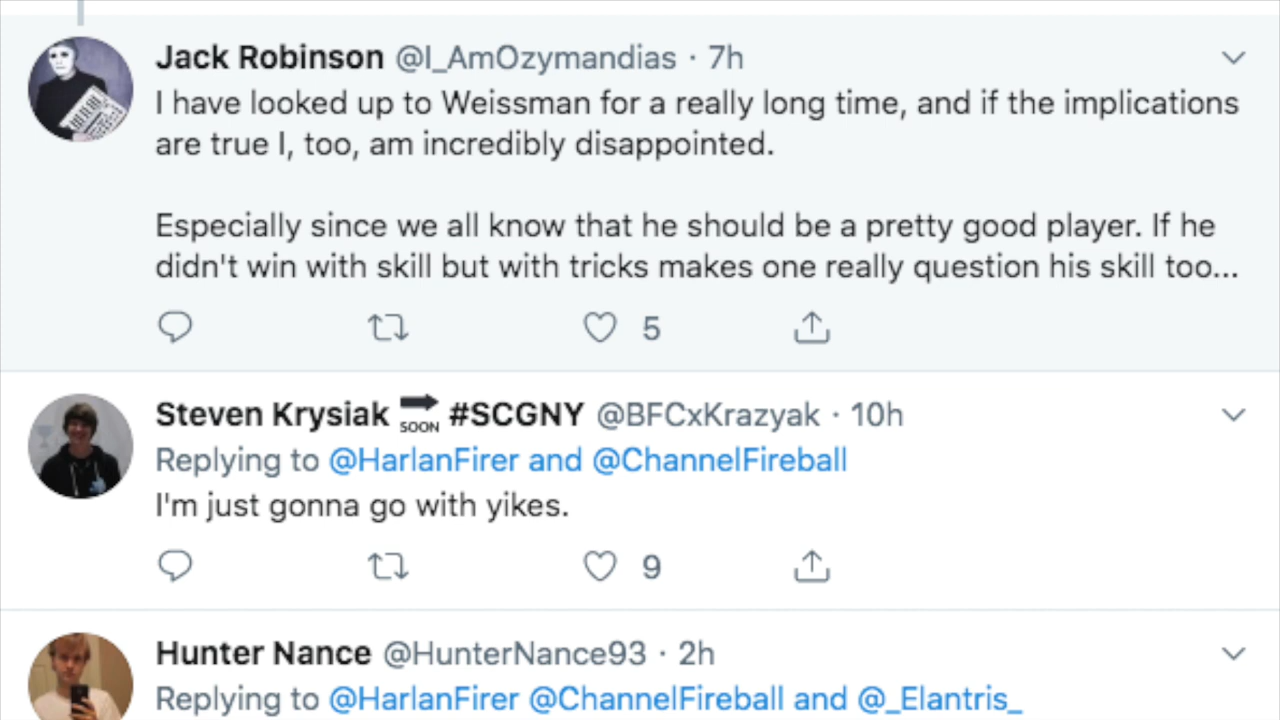 Jack Robinson @I_AmOzymandias · 7h
I have looked up to Weissman for a really long time, and if the implications
are true I, too, am incredibly disappointed.
Especially since we all know that he should be a pretty good player. If he
didn't win with skill but with tricks makes one really question his skill too...
5
Steven Krysiak SOON #SCGNY @BFCxKrazyak · 10h
Replying to @HarlanFirer and @ChannelFireball
I'm just gonna go with yikes.
9
Hunter Nance @HunterNance93 · 2h
Replying to @HarlanFirer @ChannelFireball and @_Elantris_